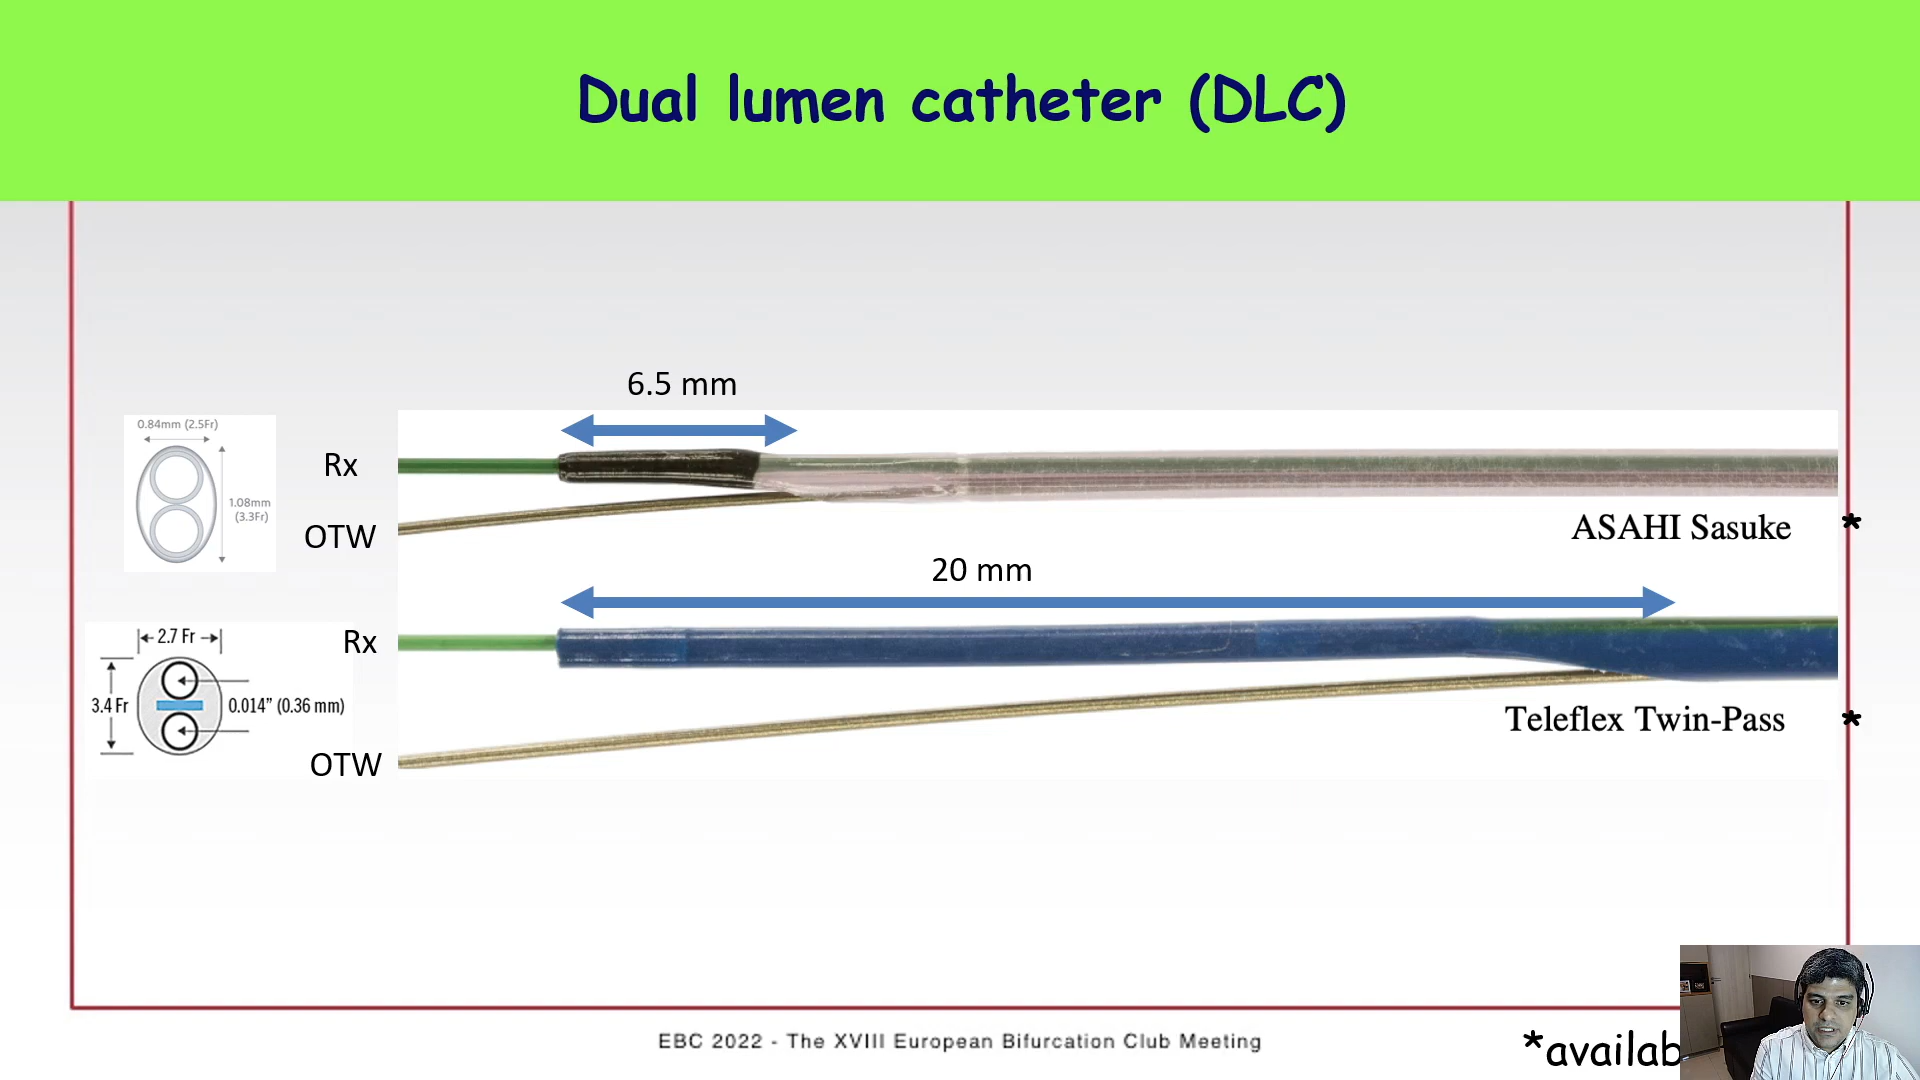 Dual lumen catheter (DLC)
6.5 mm
0.84mm (2.5Fr)
Rx
1.08mm
(3.3Fr)
OTW
ASAHI Sasuke *
20 mm
2.7 Fr
Rx
3.4 Fr
0.014” (0.36 mm)
Teleflex Twin-Pass *
OTW
EBC 2022 - The XVIII European Bifurcation Club Meeting
*availab